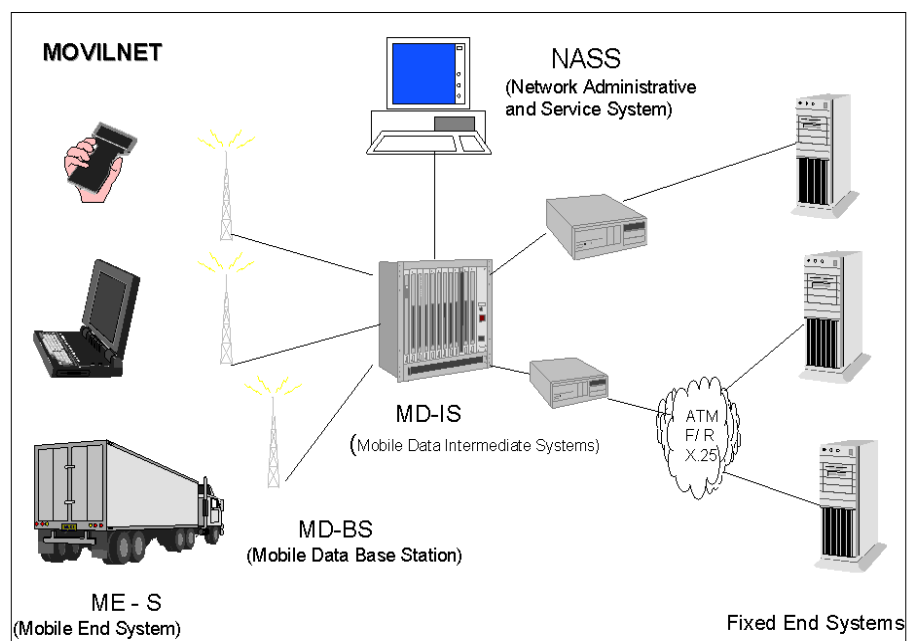 MOVILNET
NASS
(Network Administrative
and Service System)
MD-IS
(Mobile Data Intermediate Systems)
ATM
F/ R
X.25
MD-BS
(Mobile Data Base Station)
ME - S
(Mobile End System)
Fixed End Systems